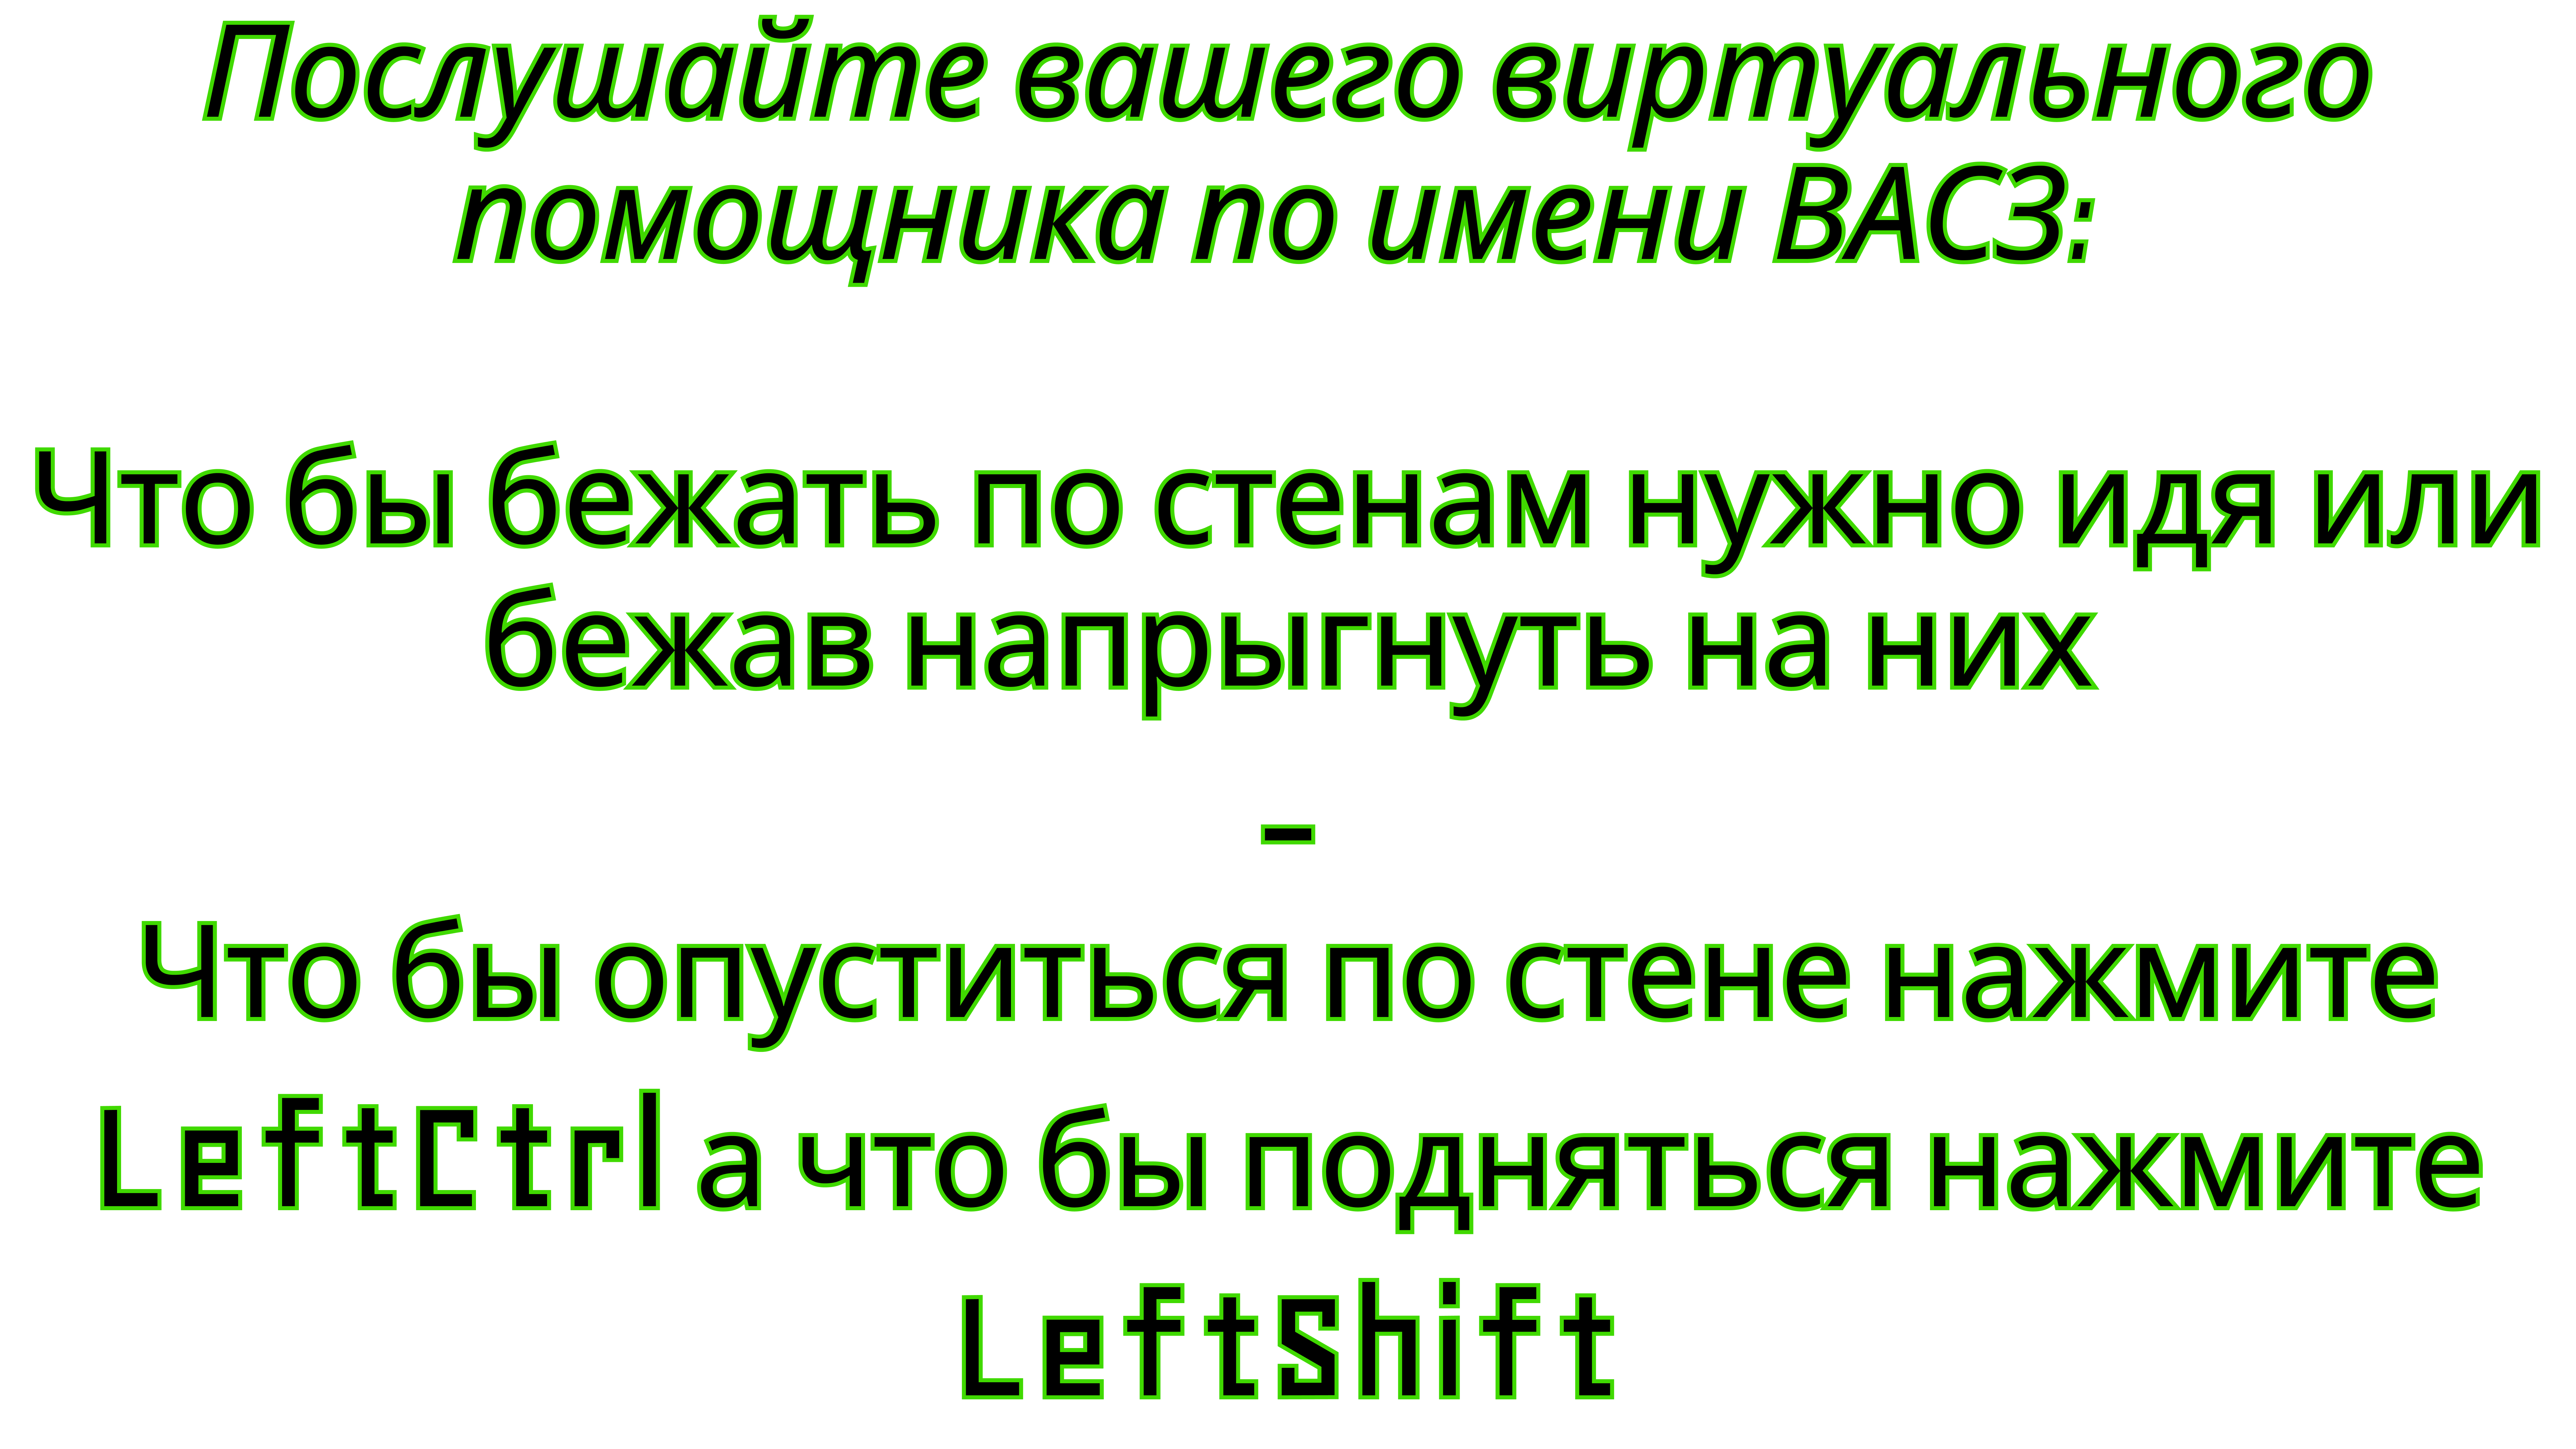 Послушайте вашего виртуального
помощника по имени ВАСЗ:
Что бы бежать по стенам нужно идя или
бежав напрыгнуть на них
–
Что бы опуститься по стене нажмите
LeftCtrl а что бы подняться нажмите
LeftShift